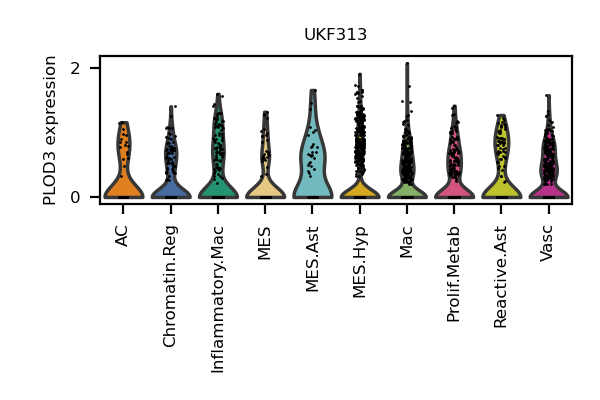 UKF313
PLOD3 expression
2
0
AC
Chromatin.Reg
Inflammatory.Mac
MES
MES.Ast
MES.Hyp
Mac
Prolif.Metab
Reactive.Ast
Vasc